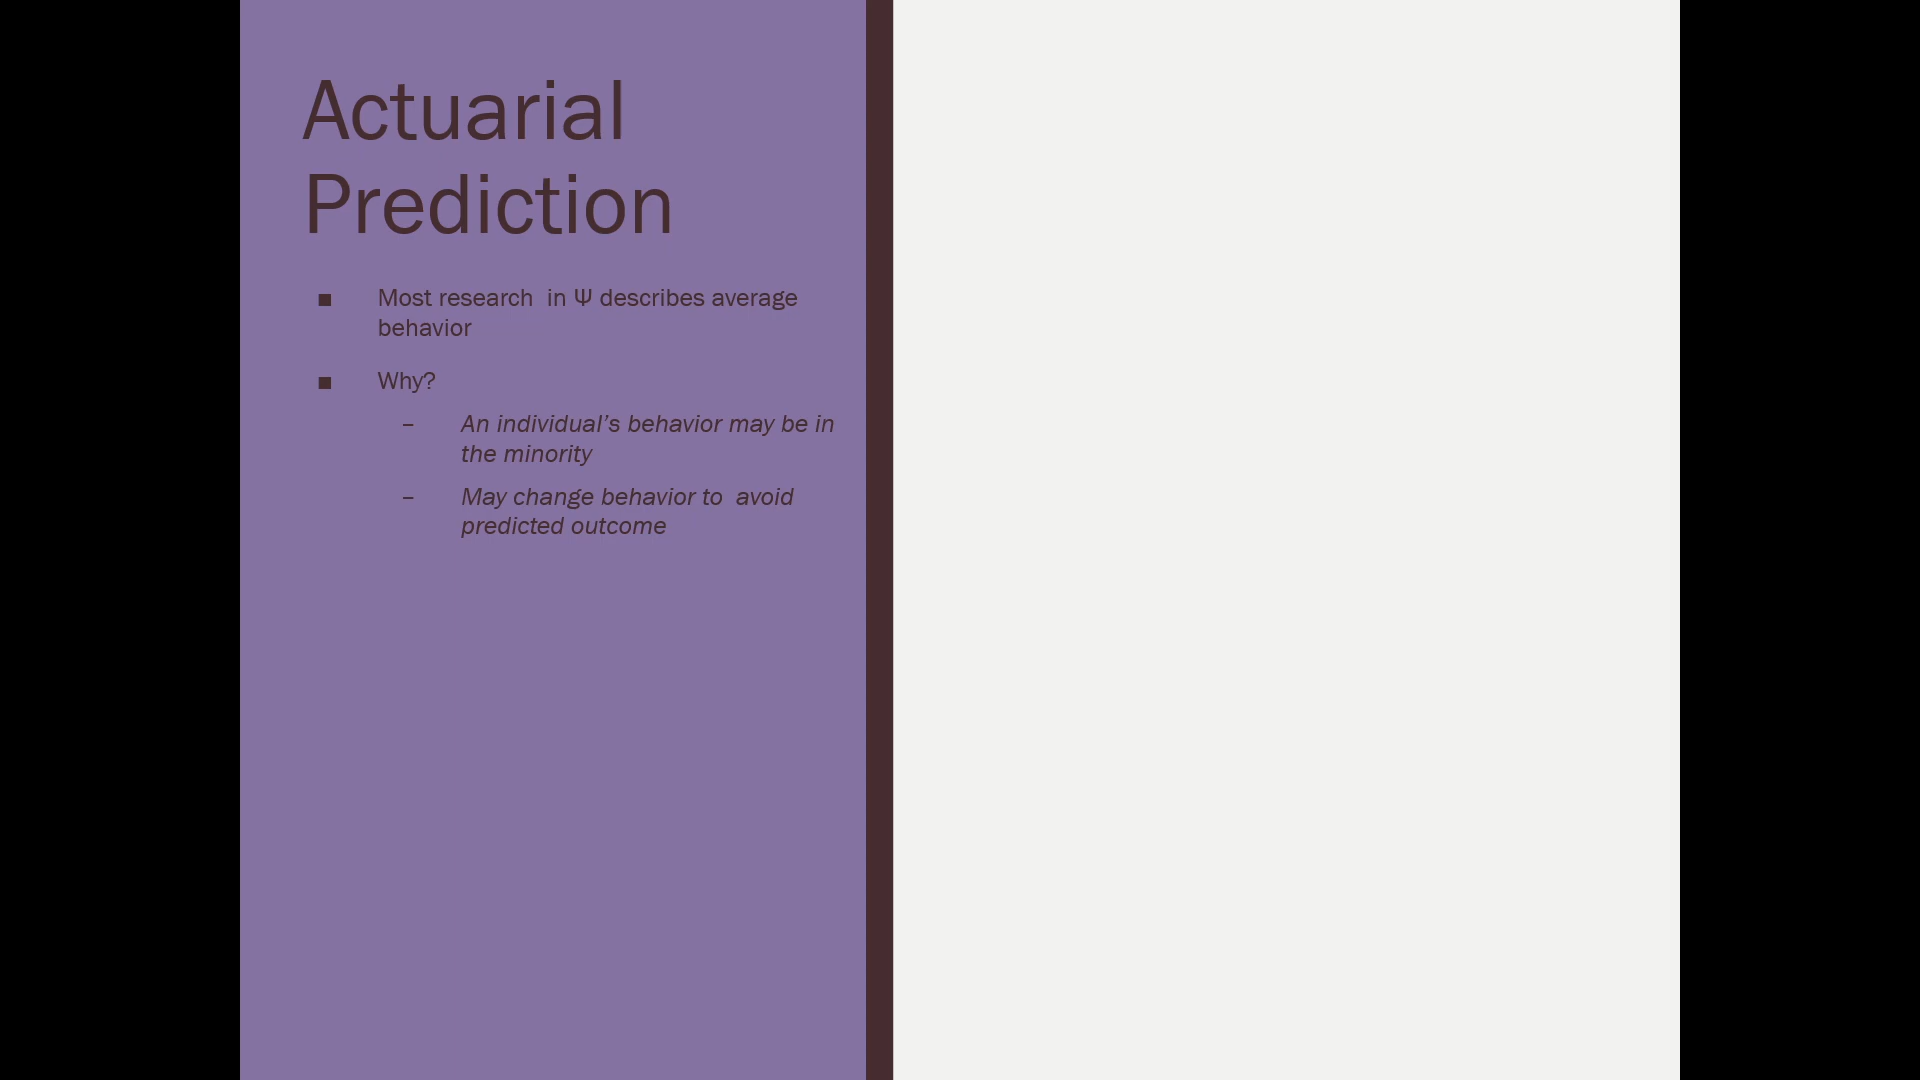 Actuarial
Prediction
■ Most research  in Ψ describes average
behavior
■ Why?
– An individual’s behavior may be in
the minority
– May change behavior to  avoid
predicted outcome